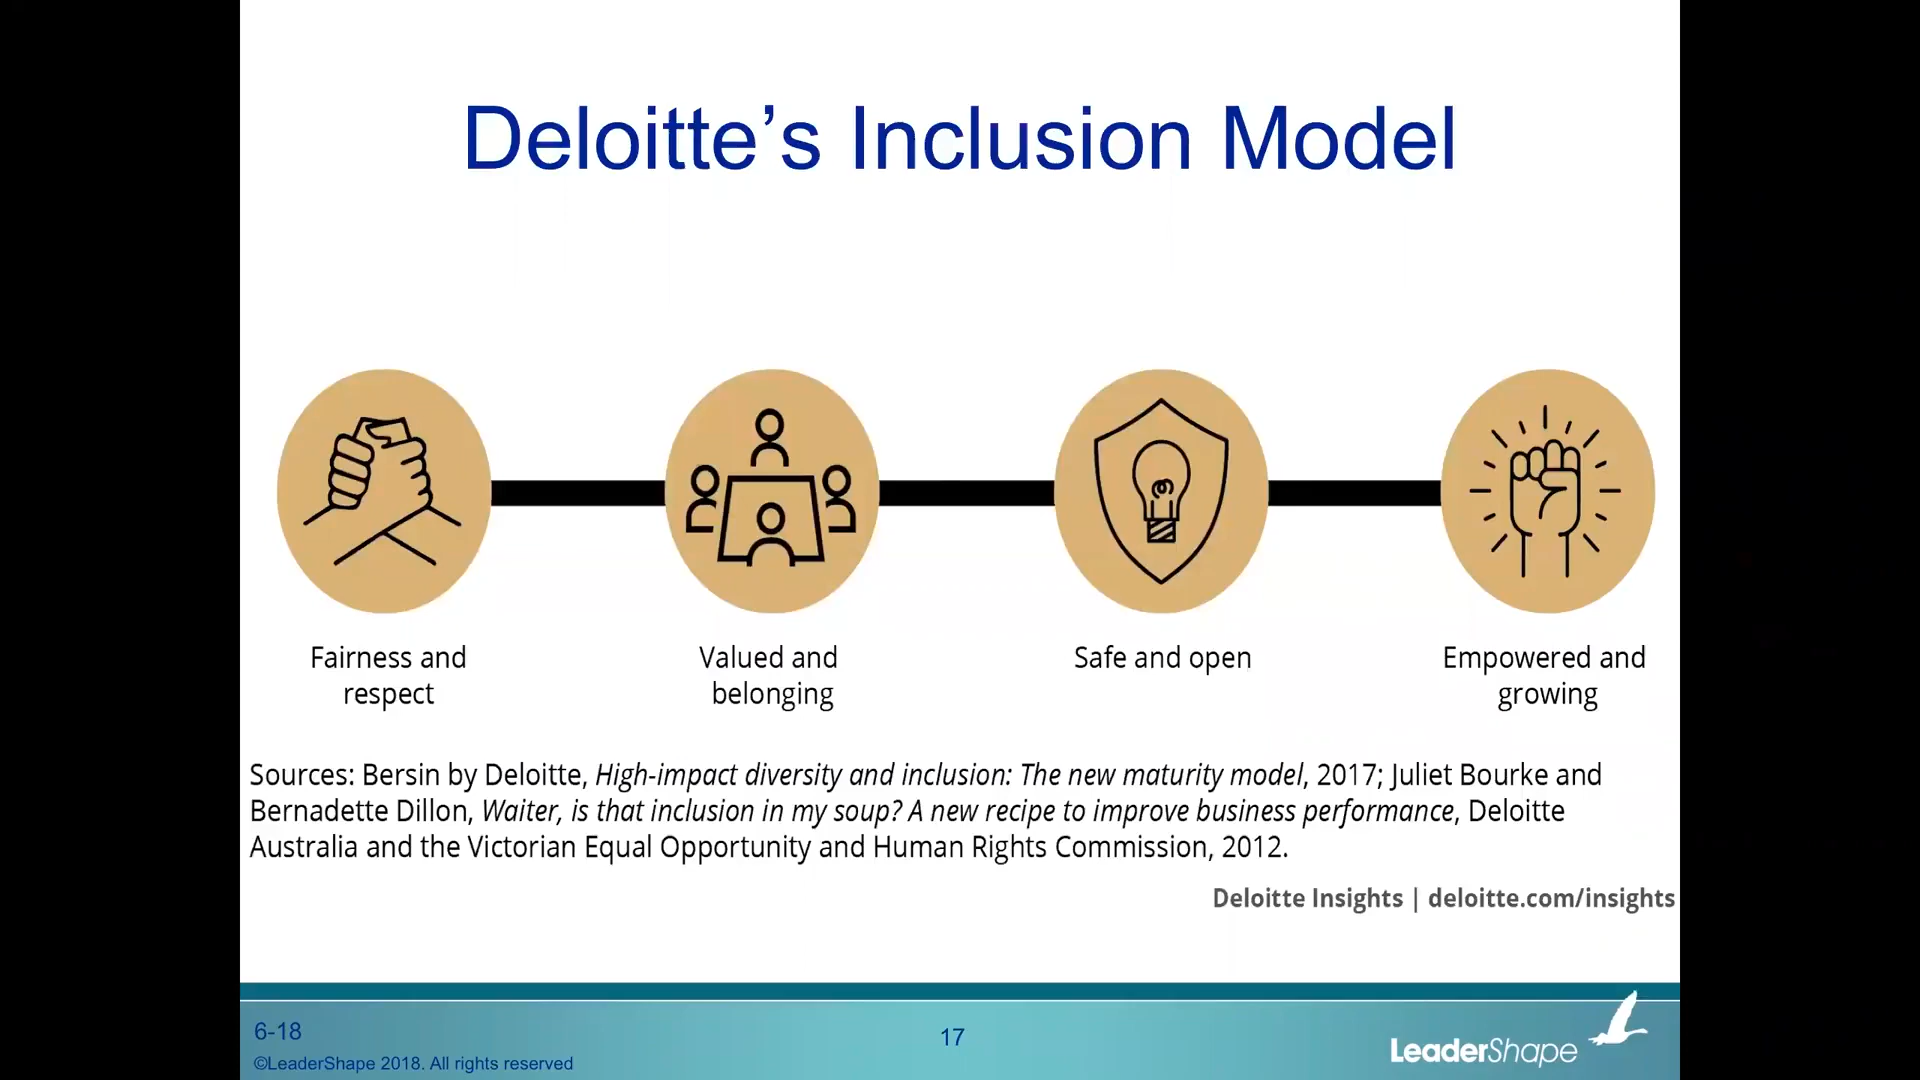 Deloitte’s Inclusion Model
Fairness and
respect
Valued and
belonging
Safe and open
Empowered and
growing
Sources: Bersin by Deloitte, High-impact diversity and inclusion: The new maturity model, 2017; Juliet Bourke and
Bernadette Dillon, Waiter, is that inclusion in my soup? A new recipe to improve business performance, Deloitte
Australia and the Victorian Equal Opportunity and Human Rights Commission, 2012.
Deloitte Insights | deloitte.com/insights
6-18
17
©LeaderShape 2018. All rights reserved
LeaderShape